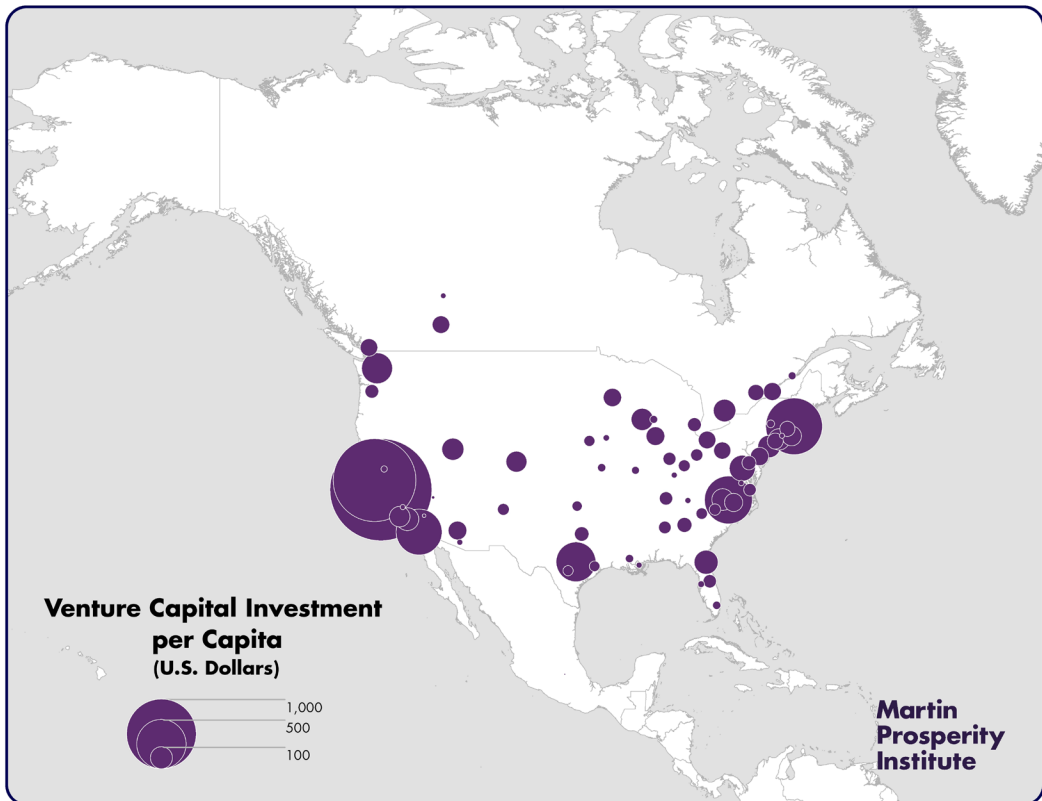 Venture Capital Investment
per Capita
(U.S. Dollars)
1,000
500
100
Martin
Prosperity
Institute